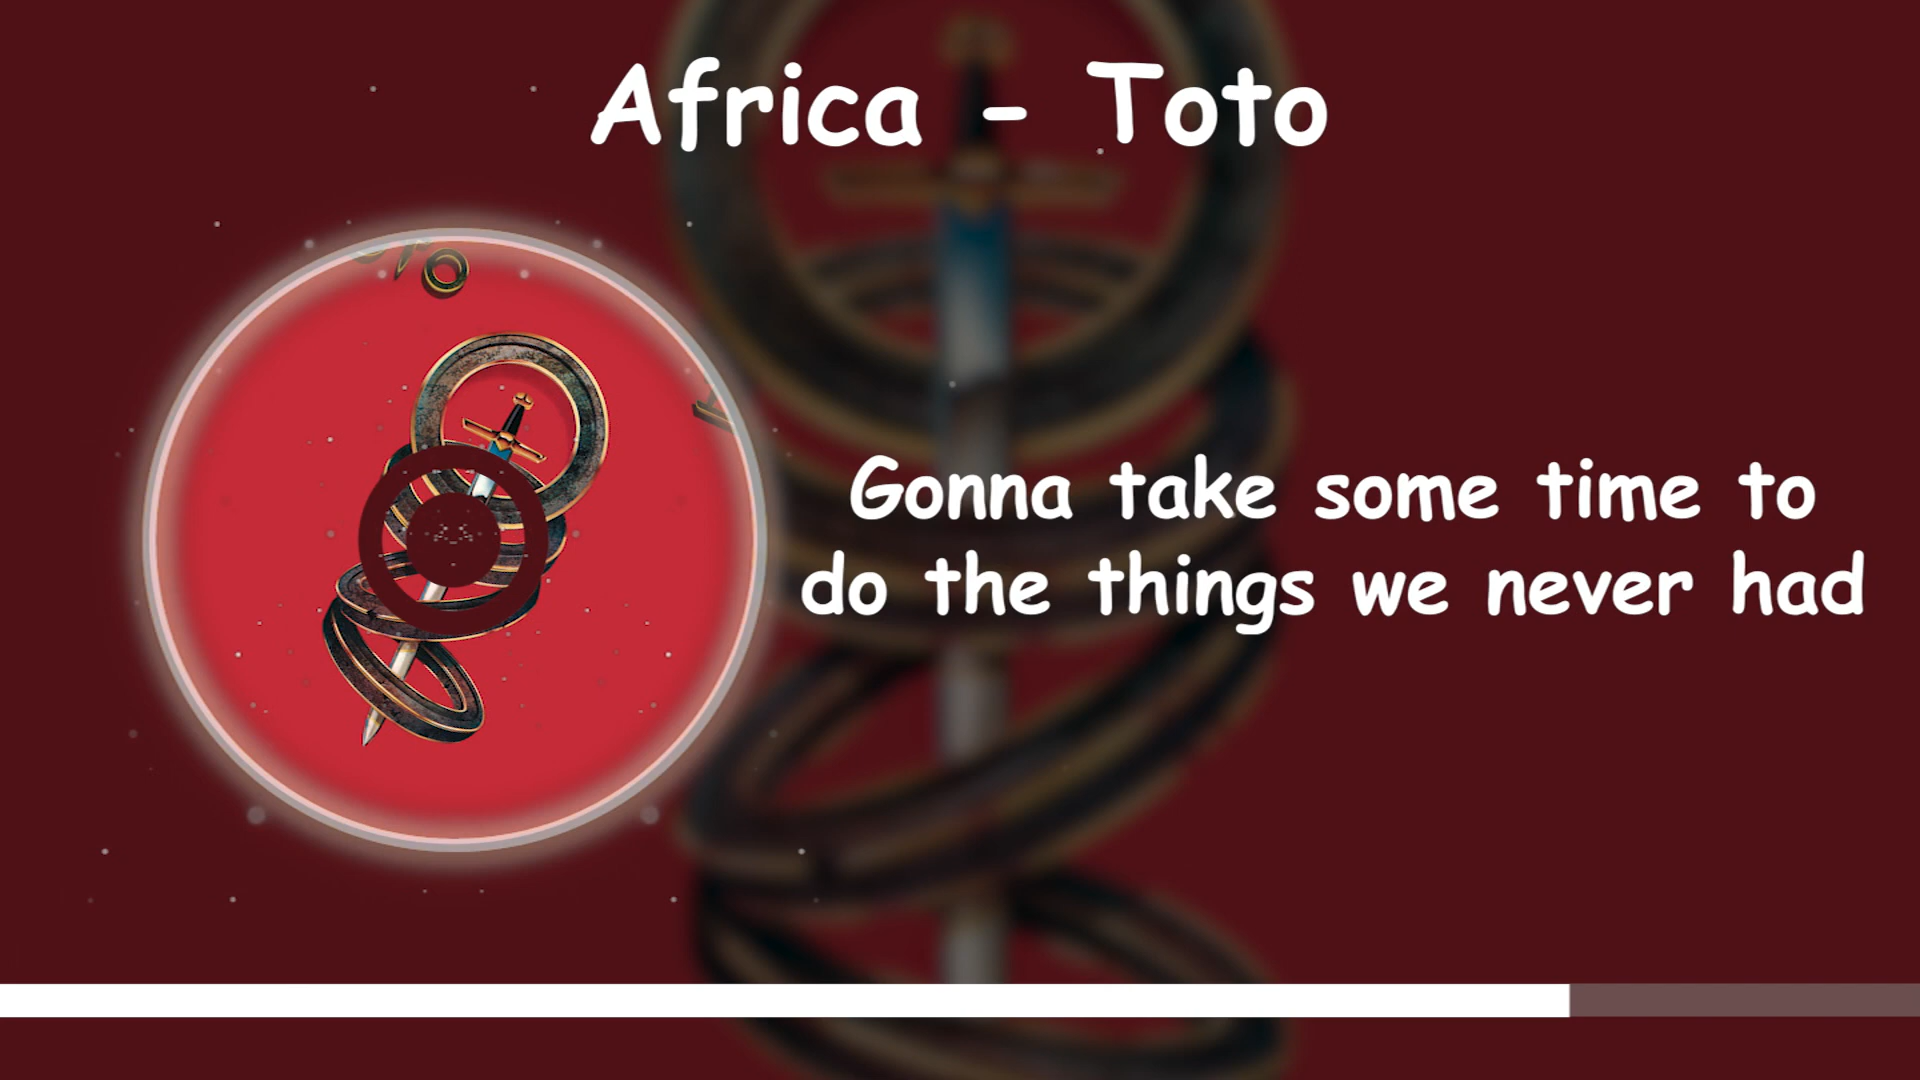 Africa - Toto
Gonna take some time to
do the things we never had